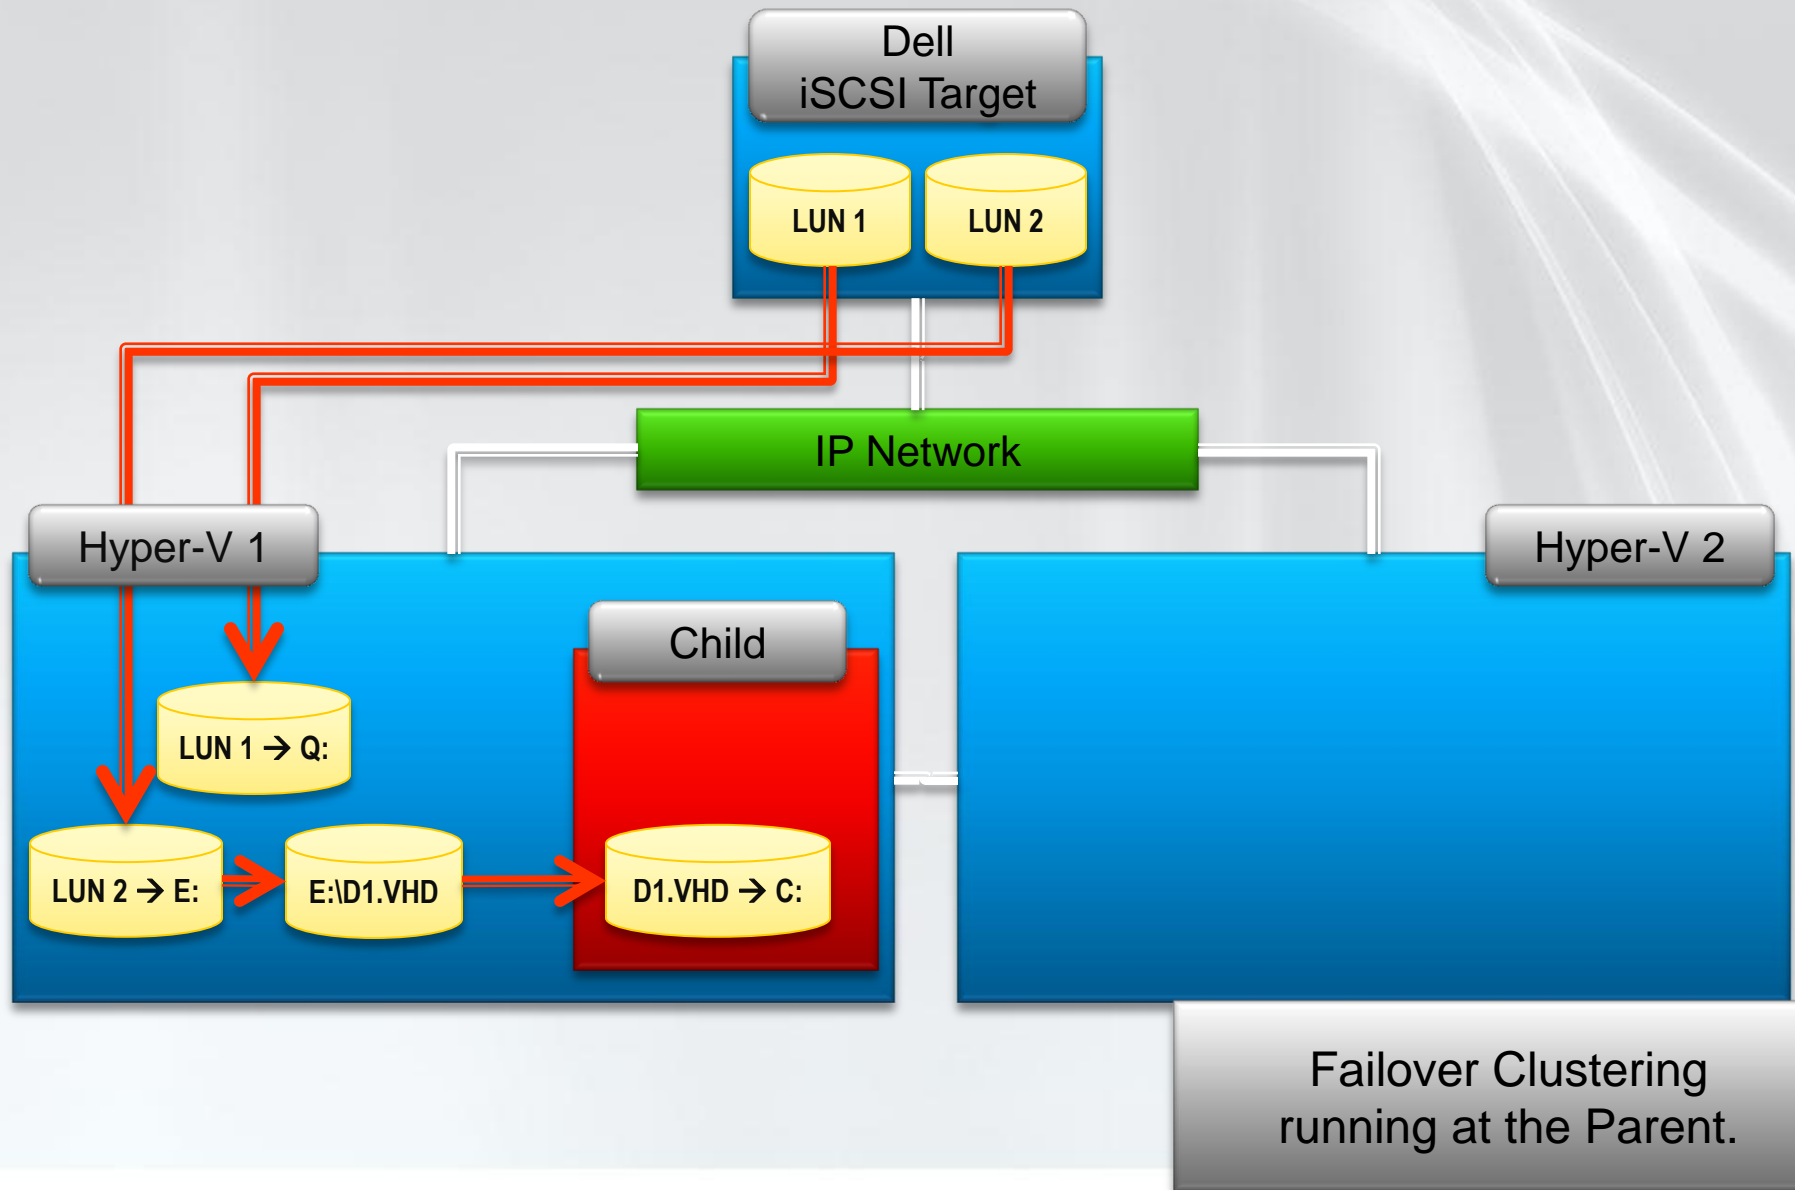 Dell
iSCSI Target
LUN 1
LUN 2
IP Network
Hyper-V 1
Hyper-V 2
Child
LUN 1 → Q:
LUN 2 → E:
E:\D1.VHD
D1.VHD → C:
Failover Clustering
running at the Parent.